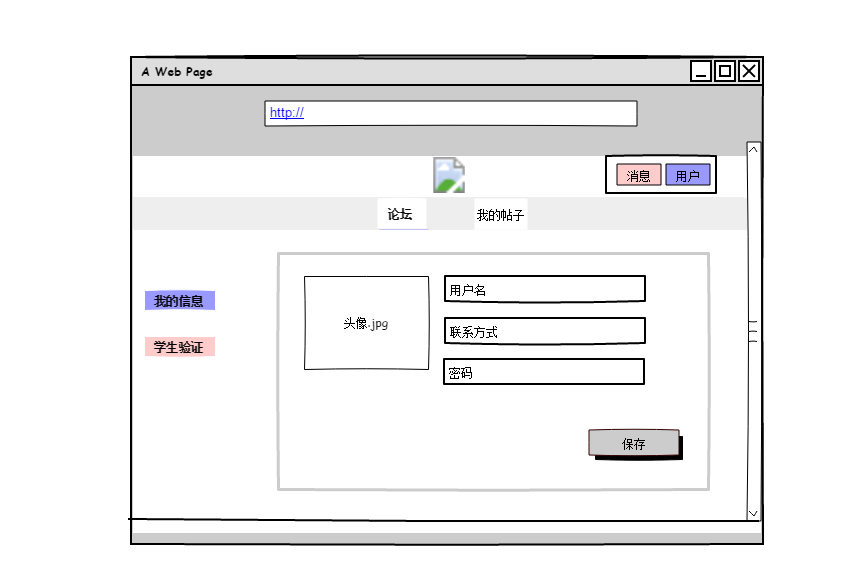 A Web Page
http://
消息
用户
论坛
我的帖子
我的信息
学生验证
头像.jpg
用户名
联系方式
密码
保存